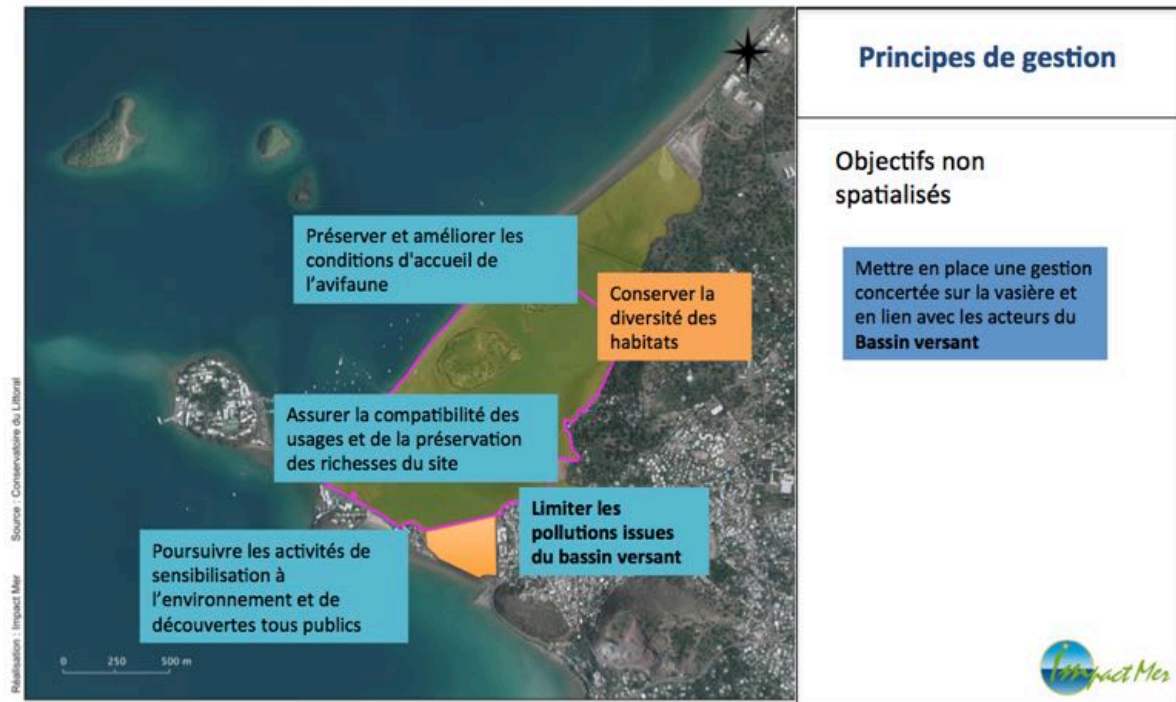 Principes de gestion
Objectifs non
spatialisés
Mettre en place une gestion
concertée sur la vasière et
en lien avec les acteurs du
Bassin versant
Préserver et améliorer les
conditions d'accueil de
l'avifaune
Conserver la
diversité des
habitats
Assurer la compatibilité des
usages et de la préservation
des richesses du site
Limiter les
pollutions issues
du bassin versant
Poursuivre les activités de
sensibilisation à
l'environnement et de
découvertes tous publics
0 250 500 m
Réalisation : Impact Mer Source : Conservatoire du Littoral
Impact Mer